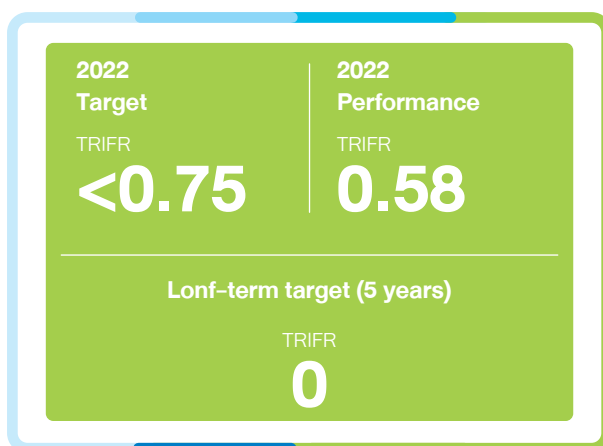 2022
Target
TRIFR
<0.75
2022
Performance
TRIFR
0.58
Lonf-term target (5 years)
TRIFR
0